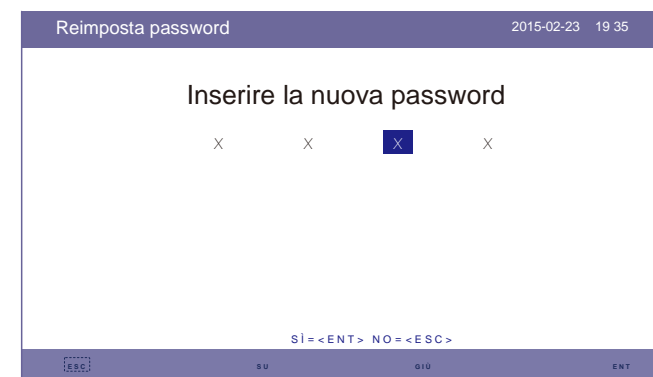 Reimposta password 2015-02-23 19 35
Inserire la nuova password
X X X X
SÌ=<ENT> NO=<ESC>
ESC SU GIÙ ENT